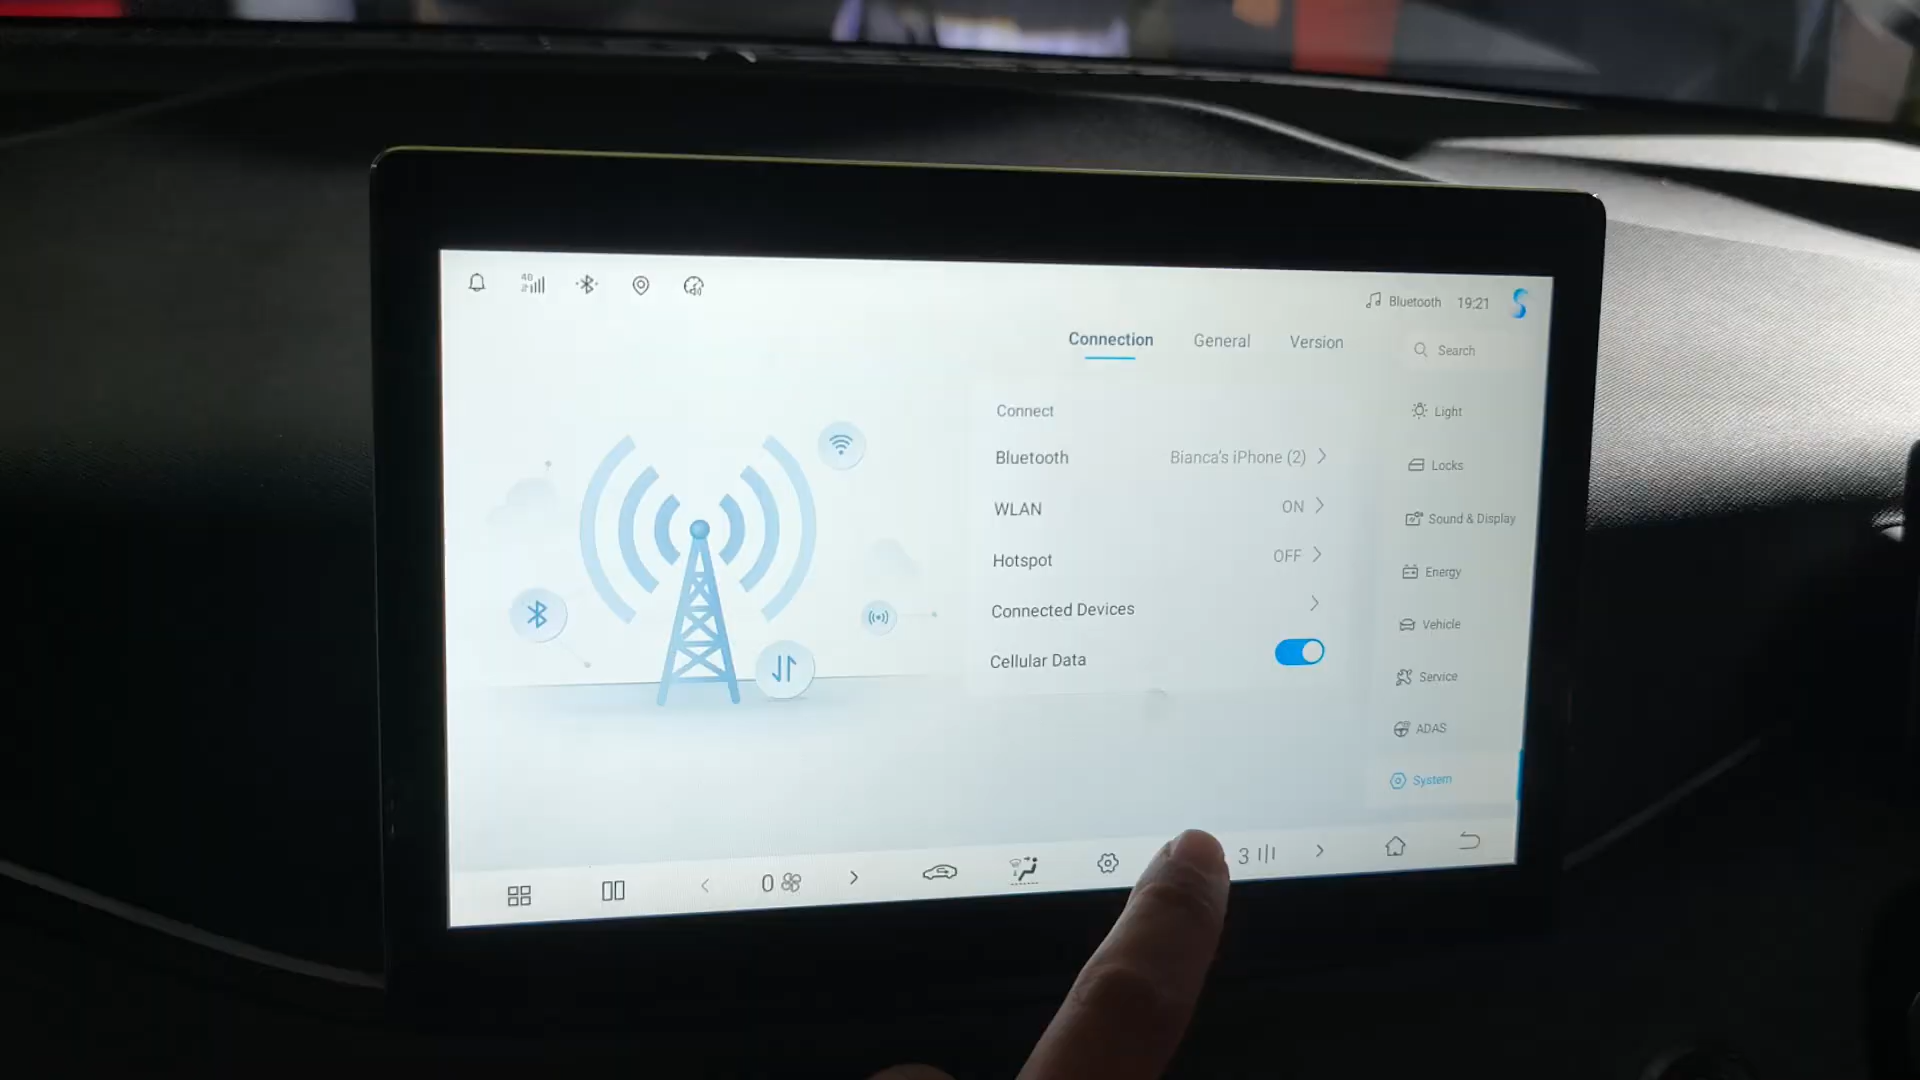 4G
Bluetooth 19:21
Connection General Version
Search
Connect
Bluetooth Bianca's iPhone (2)
WLAN ON
Hotspot OFF
Connected Devices
Cellular Data
Light
Locks
Sound & Display
Energy
Vehicle
Service
ADAS
System
0
3